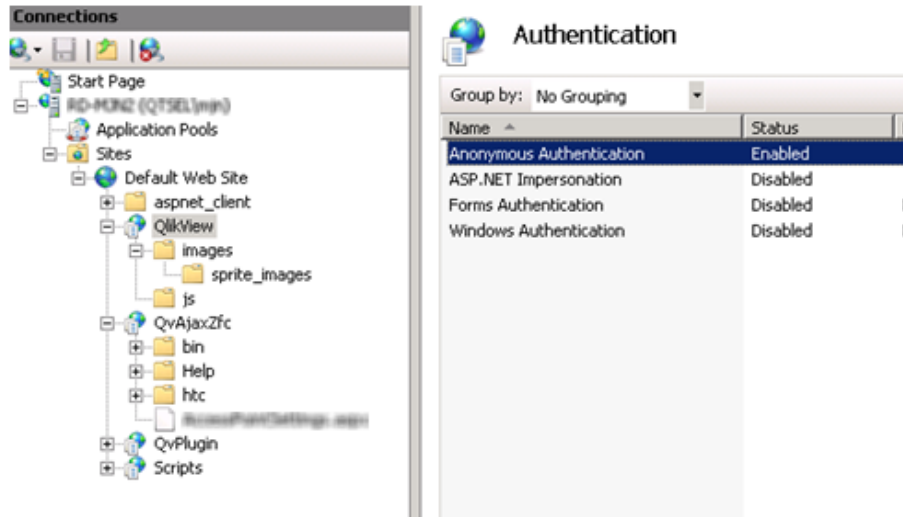 Connections
Start Page
Application Pools
Sites
Default Web Site
aspnet_client
QlikView
images
sprite_images
js
QvAjaxZfc
bin
Help
htc
QvPlugin
Scripts
Authentication
Group by: No Grouping
Name Status
Anonymous Authentication Enabled
ASP.NET Impersonation Disabled
Forms Authentication Disabled
Windows Authentication Disabled